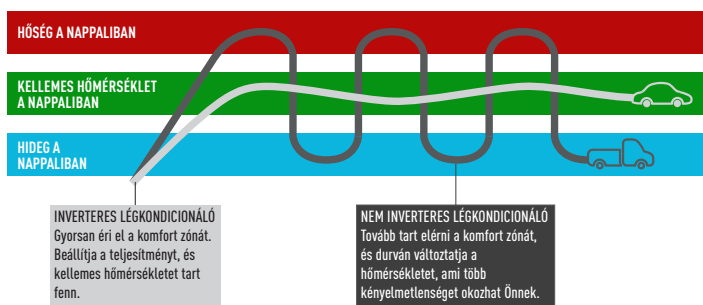 HŐSÉG A NAPPALIBAN
KELLEMES HŐMÉRSÉKLET
A NAPPALIBAN
HIDEG A
NAPPALIBAN
INVERTERES LÉGKONDICIONÁLÓ
Gyorsan éri el a komfort zónát.
Beállítja a teljesítményt, és
kellemes hőmérsékletet tart
fenn.
NEM INVERTERES LÉGKONDICIONÁLÓ
Tovább tart elérni a komfort zónát,
és durván változtatja a
hőmérsékletet, ami több
kényelmetlenséget okozhat Önnek.